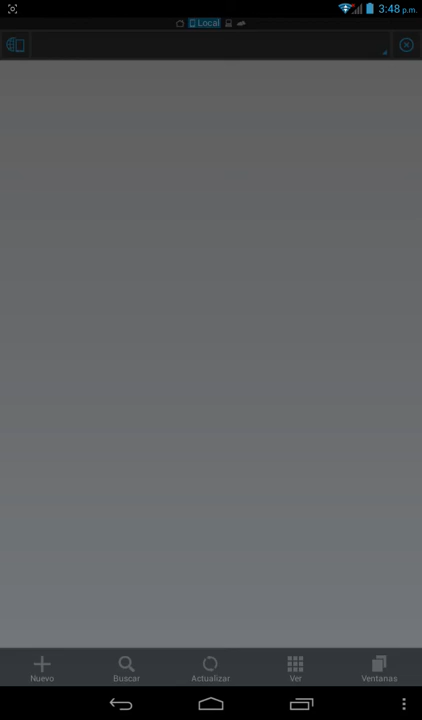 3:48 p.m.
Local
Nuevo
Buscar
Actualizar
Ver
Ventanas